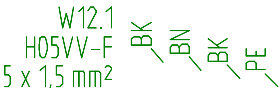 W12.1
H05VV-F
5 x 1,5 mm²
BK
BN
BK
PE